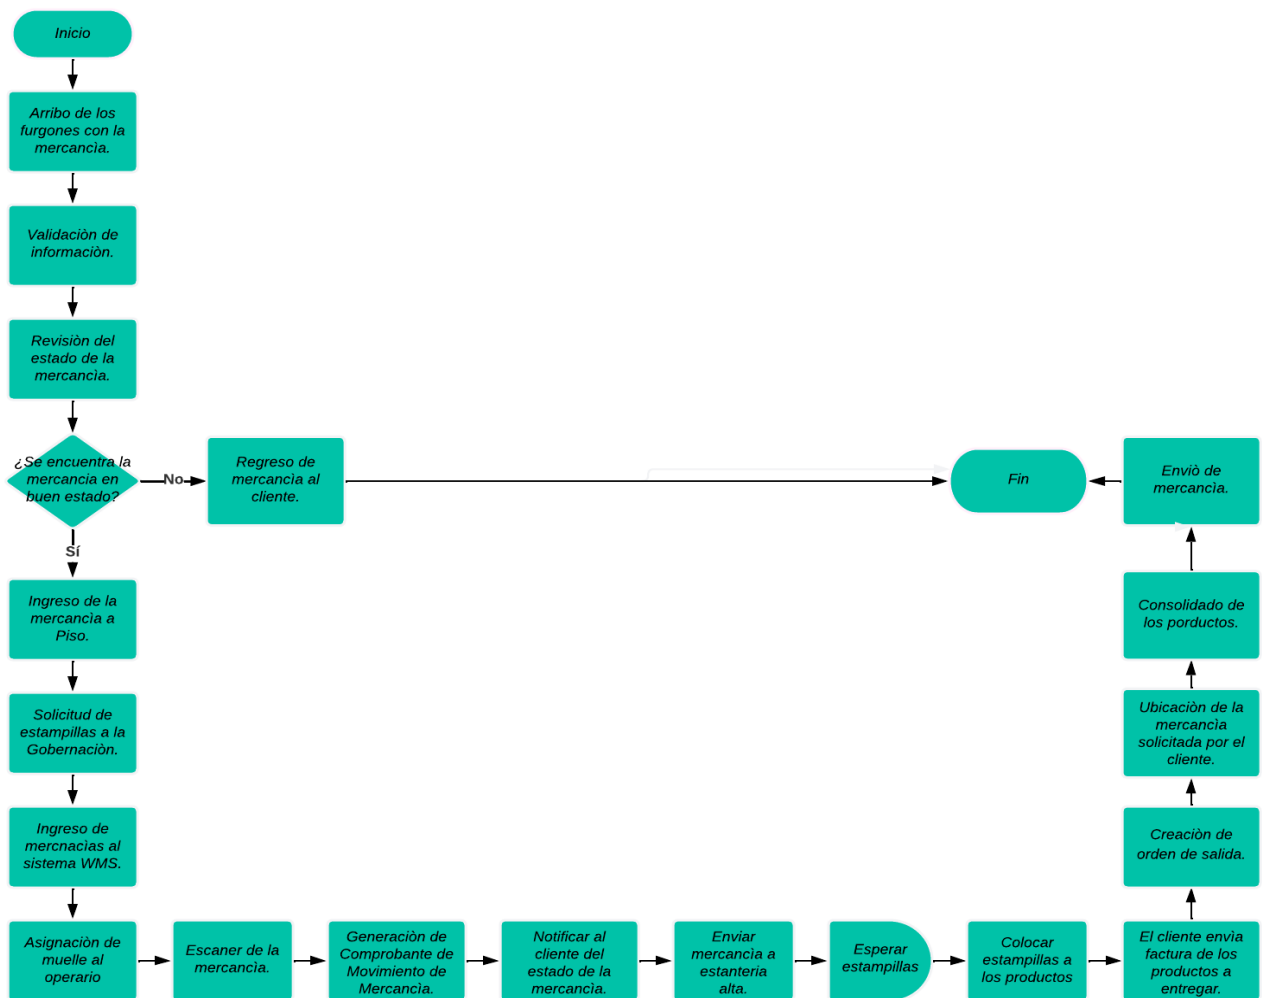 Inicio
Arribo de los
furgones con la
mercancìa.
Validaciòn de
informaciòn.
Revisiòn del
estado de la
mercancìa.
¿Se encuentra la
mercancia en
buen estado?
No
Regreso de
mercancìa al
cliente.
Fin
Enviò de
mercancìa.
Sí
Ingreso de la
mercancìa a
Piso.
Solicitud de
estampillas a la
Gobernaciòn.
Ingreso de
mercnacìas al
sistema WMS.
Asignaciòn de
muelle al
operario
Escaner de la
mercancìa.
Generaciòn de
Comprobante de
Movimiento de
Mercancìa.
Notificar al
cliente del
estado de la
mercancìa.
Enviar
mercancìa a
estanteria
alta.
Esperar
estampillas
Colocar
estampillas a
los productos
El cliente envìa
factura de los
productos a
entregar.
Creaciòn de
orden de salida.
Ubicaciòn de la
mercancìa
solicitada por el
cliente.
Consolidado de
los porductos.